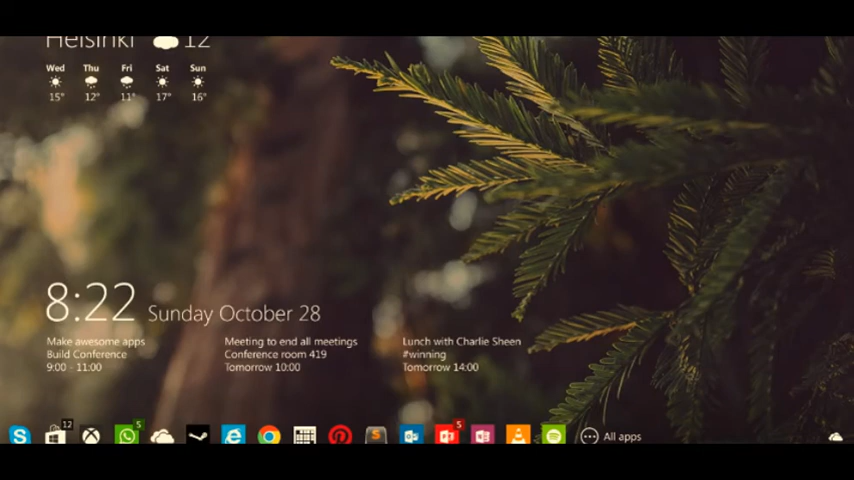 Helsinki 12
Wed Thu Fri Sat Sun
15° 12° 11° 17° 16°
8:22 Sunday October 28
Make awesome apps
Build Conference
9:00 - 11:00
Meeting to end all meetings
Conference room 419
Tomorrow 10:00
Lunch with Charlie Sheen
#winning
Tomorrow 14:00
12 5 5
All apps